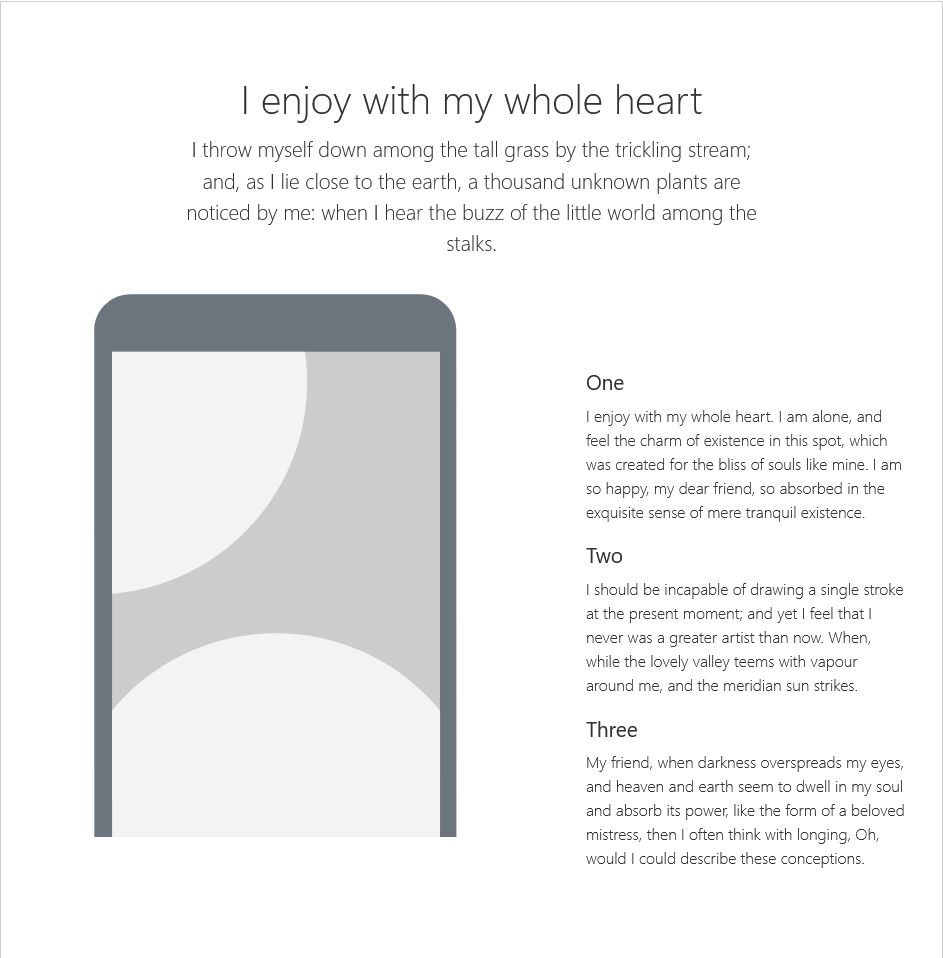 I enjoy with my whole heart
I throw myself down among the tall grass by the trickling stream;
and, as I lie close to the earth, a thousand unknown plants are
noticed by me: when I hear the buzz of the little world among the
stalks.
One
I enjoy with my whole heart. I am alone, and
feel the charm of existence in this spot, which
was created for the bliss of souls like mine. I am
so happy, my dear friend, so absorbed in the
exquisite sense of mere tranquil existence.
Two
I should be incapable of drawing a single stroke
at the present moment; and yet I feel that I
never was a greater artist than now. When,
while the lovely valley teems with vapour
around me, and the meridian sun strikes.
Three
My friend, when darkness overspreads my eyes,
and heaven and earth seem to dwell in my soul
and absorb its power, like the form of a beloved
mistress, then I often think with longing, Oh,
would I could describe these conceptions.